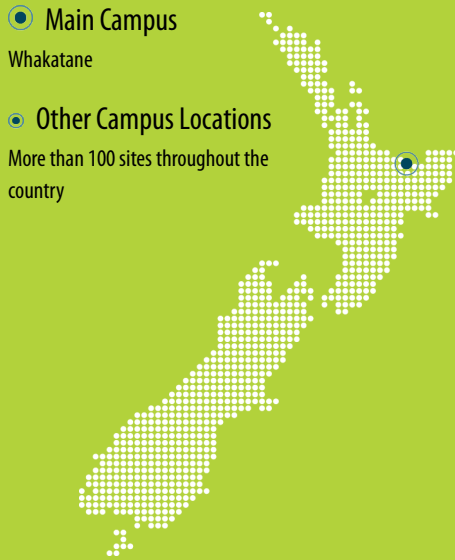 Main Campus
Whakatane
Other Campus Locations
More than 100 sites throughout the
country